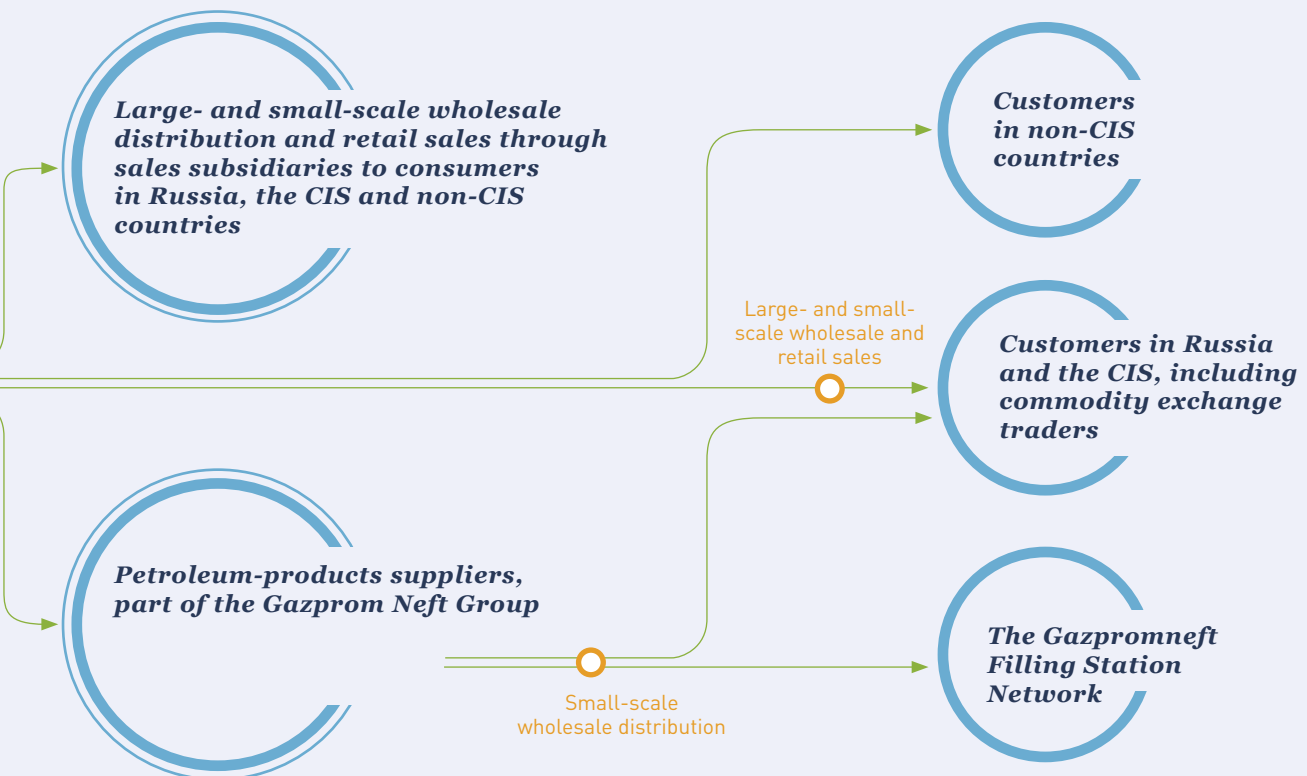 Large- and small-scale wholesale
distribution and retail sales through
sales subsidiaries to consumers
in Russia, the CIS and non-CIS
countries
Customers
in non-CIS
countries
Large- and small-
scale wholesale and
retail sales
Customers in Russia
and the CIS, including
commodity exchange
traders
Petroleum-products suppliers,
part of the Gazprom Neft Group
Small-scale
wholesale distribution
The Gazpromneft
Filling Station
Network